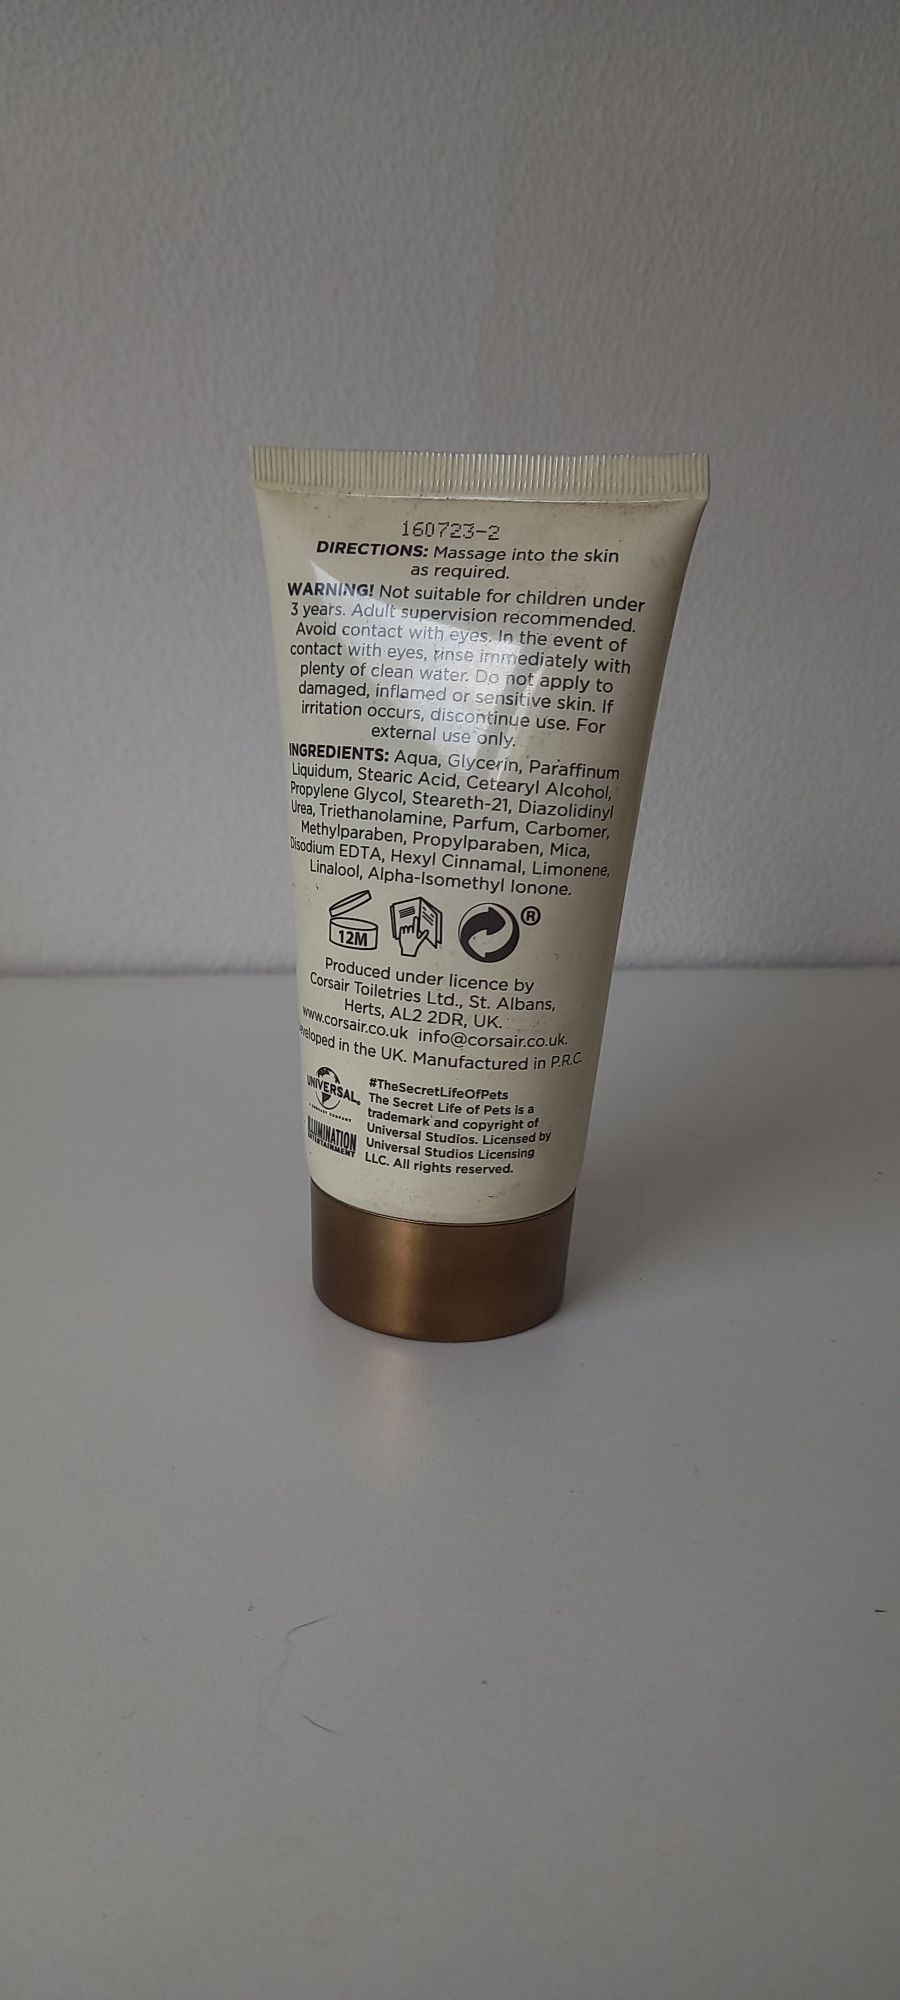 160723-2
DIRECTIONS: Massage into the skin
as required.
WARNING! Not suitable for children under
3 years. Adult supervision recommended.
Avoid contact with eyes. In the event of
contact with eyes, rinse immediately with
plenty of clean water. Do not apply to
damaged, inflamed or sensitive skin. If
irritation occurs, discontinue use. For
external use only.
INGREDIENTS: Aqua, Glycerin, Paraffinum
Liquidum, Stearic Acid, Cetearyl Alcohol,
Propylene Glycol, Steareth-21, Diazolidinyl
Urea, Triethanolamine, Parfum, Carbomer,
Methylparaben, Propylparaben, Mica,
Disodium EDTA, Hexyl Cinnamal, Limonene,
Linalool, Alpha-Isomethyl Ionone.
12M ®
Produced under licence by
Corsair Toiletries Ltd., St. Albans,
Herts, AL2 2DR, UK.
www.corsair.co.uk info@corsair.co.uk.
eveloped in the UK. Manufactured in P.R.C.
UNIVERSAL
A COMCAST COMPANY
ILLUMINATION
ENTERTAINMENT
#TheSecretLifeOfPets
The Secret Life of Pets is a
trademark and copyright of
Universal Studios. Licensed by
Universal Studios Licensing
LLC. All rights reserved.